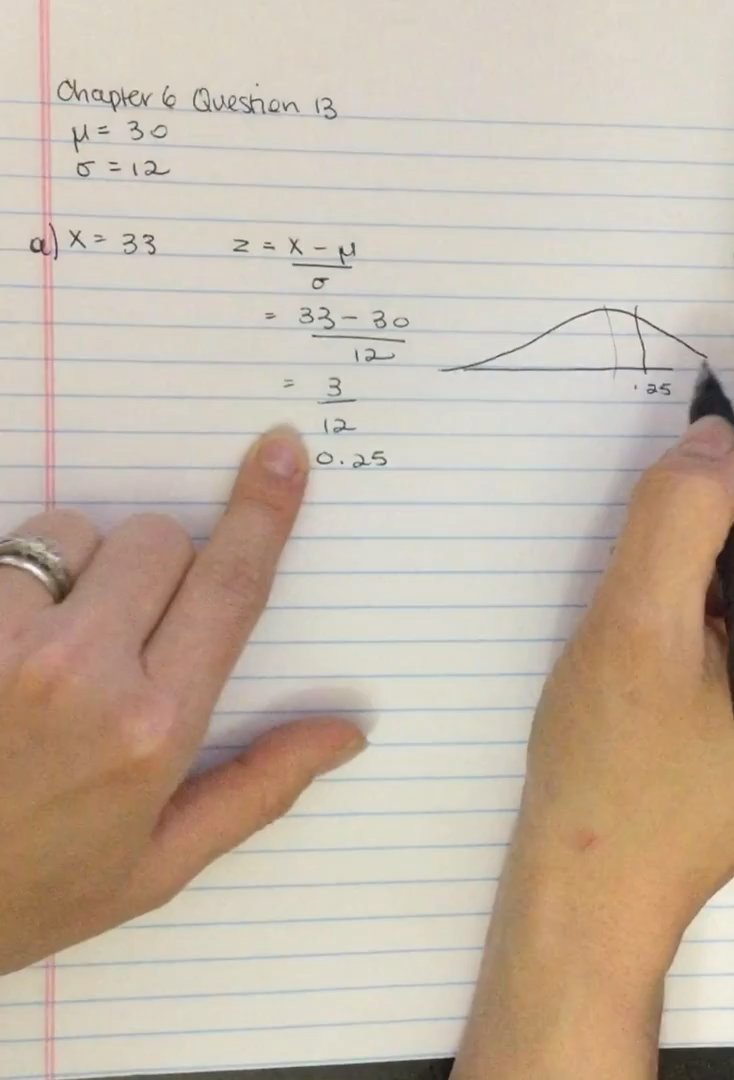 Chapter 6 Question 13
μ = 30
σ = 12
a) x = 33
z = x - μ
σ
= 33 - 30
12
= 3
12
0.25
.25